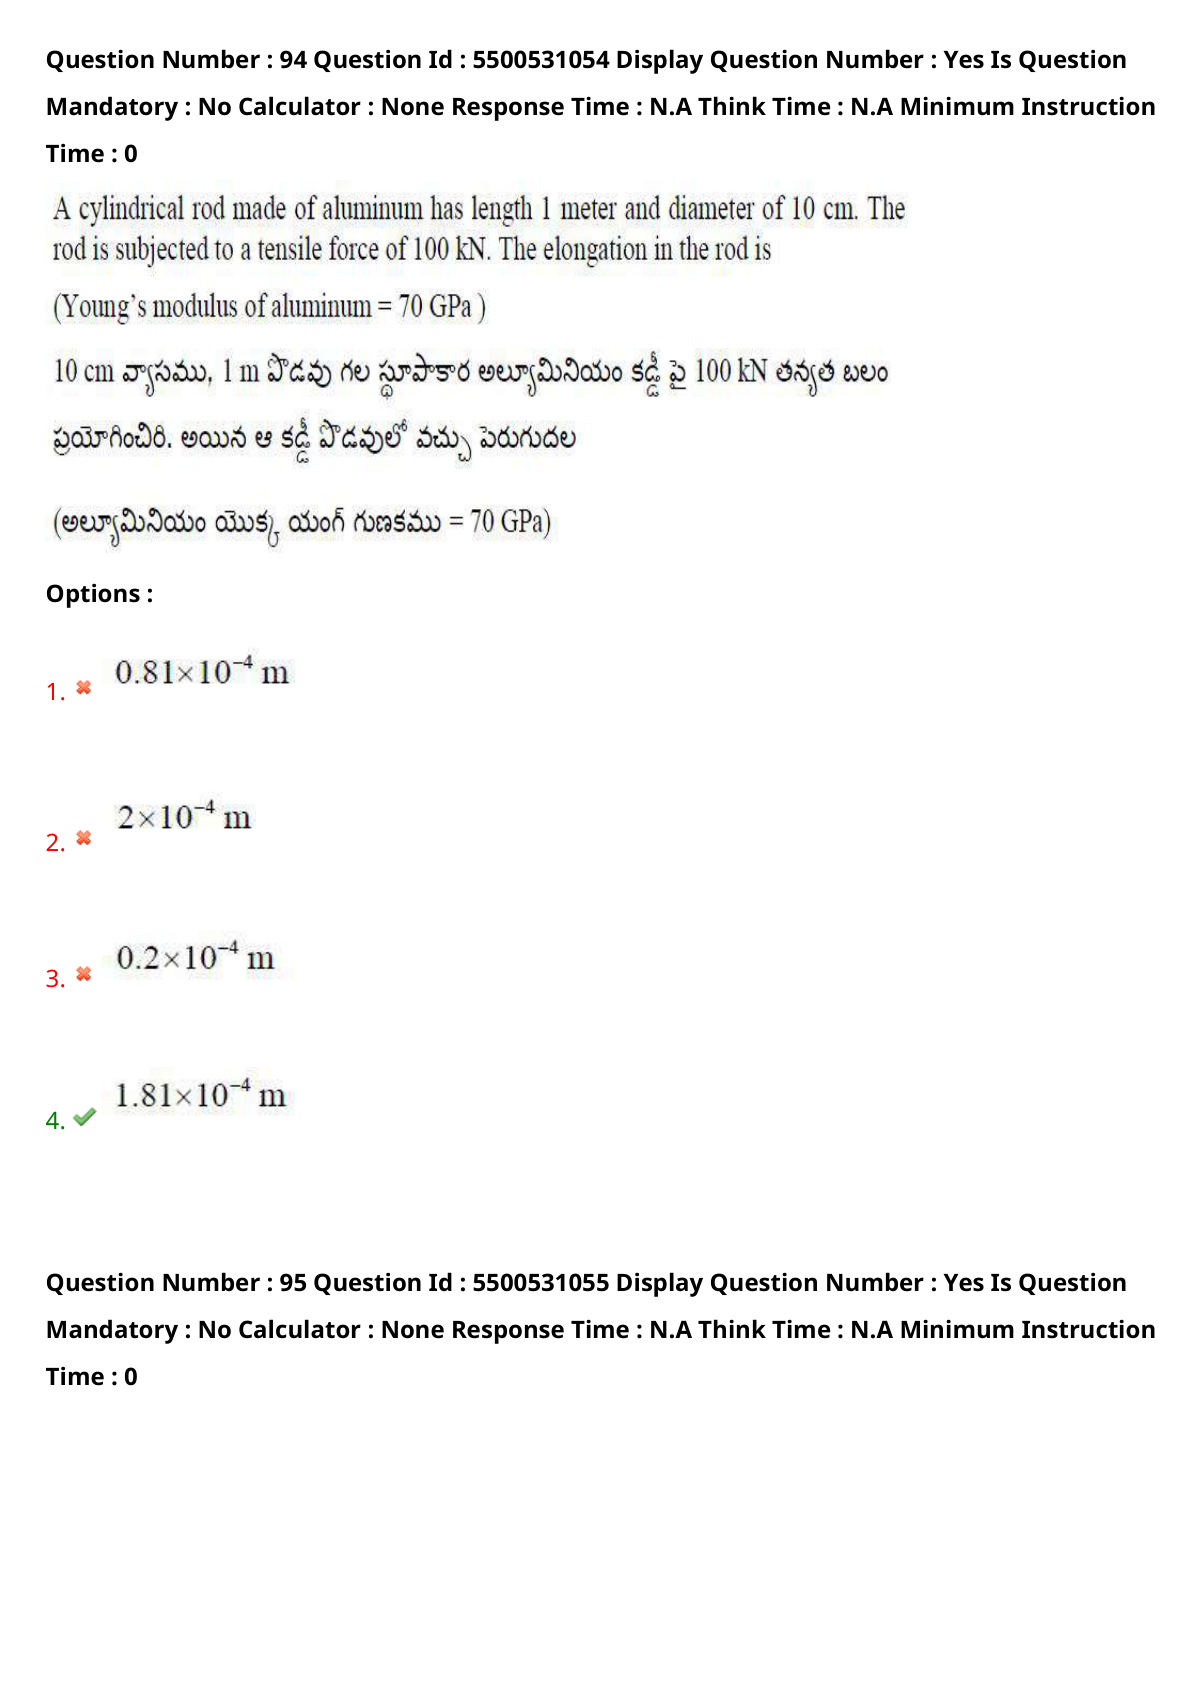 Question Number : 94 Question Id : 5500531054 Display Question Number : Yes Is Question
Mandatory : No Calculator : None Response Time : N.A Think Time : N.A Minimum Instruction
Time : 0
A cylindrical rod made of aluminum has length 1 meter and diameter of 10 cm. The
rod is subjected to a tensile force of 100 kN. The elongation in the rod is
(Young's modulus of aluminum = 70 GPa )
10 cm వ్యాసము, 1 m పొడవు గల స్థూపాకార అల్యూమినియం కడ్డీ పై 100 kN తన్యత బలం
ప్రయోగించిరి. అయిన ఆ కడ్డీ పొడవులో వచ్చు పెరుగుదల
(అల్యూమినియం యొక్క యంగ్ గుణకము = 70 GPa)
Options :
1. 0.81×10⁻⁴ m
2. 2×10⁻⁴ m
3. 0.2×10⁻⁴ m
4. 1.81×10⁻⁴ m
Question Number : 95 Question Id : 5500531055 Display Question Number : Yes Is Question
Mandatory : No Calculator : None Response Time : N.A Think Time : N.A Minimum Instruction
Time : 0